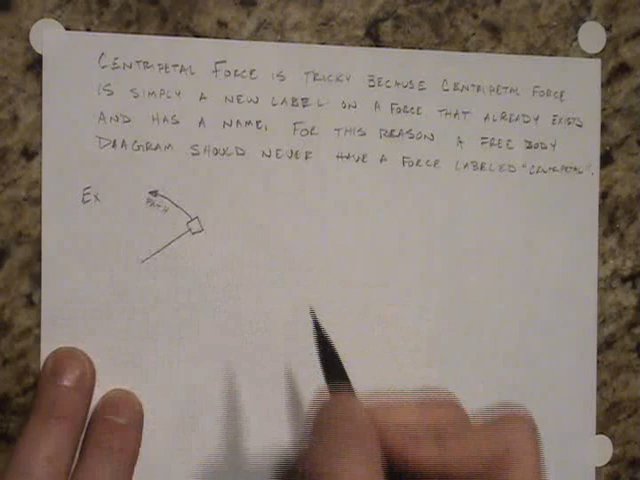 CENTRIPETAL FORCE IS TRICKY BECAUSE CENTRIPETAL FORCE
IS SIMPLY A NEW LABEL ON A FORCE THAT ALREADY EXISTS
AND HAS A NAME. FOR THIS REASON A FREE BODY
DIAGRAM SHOULD NEVER HAVE A FORCE LABELED "CENTRIPETAL".
Ex
PATH